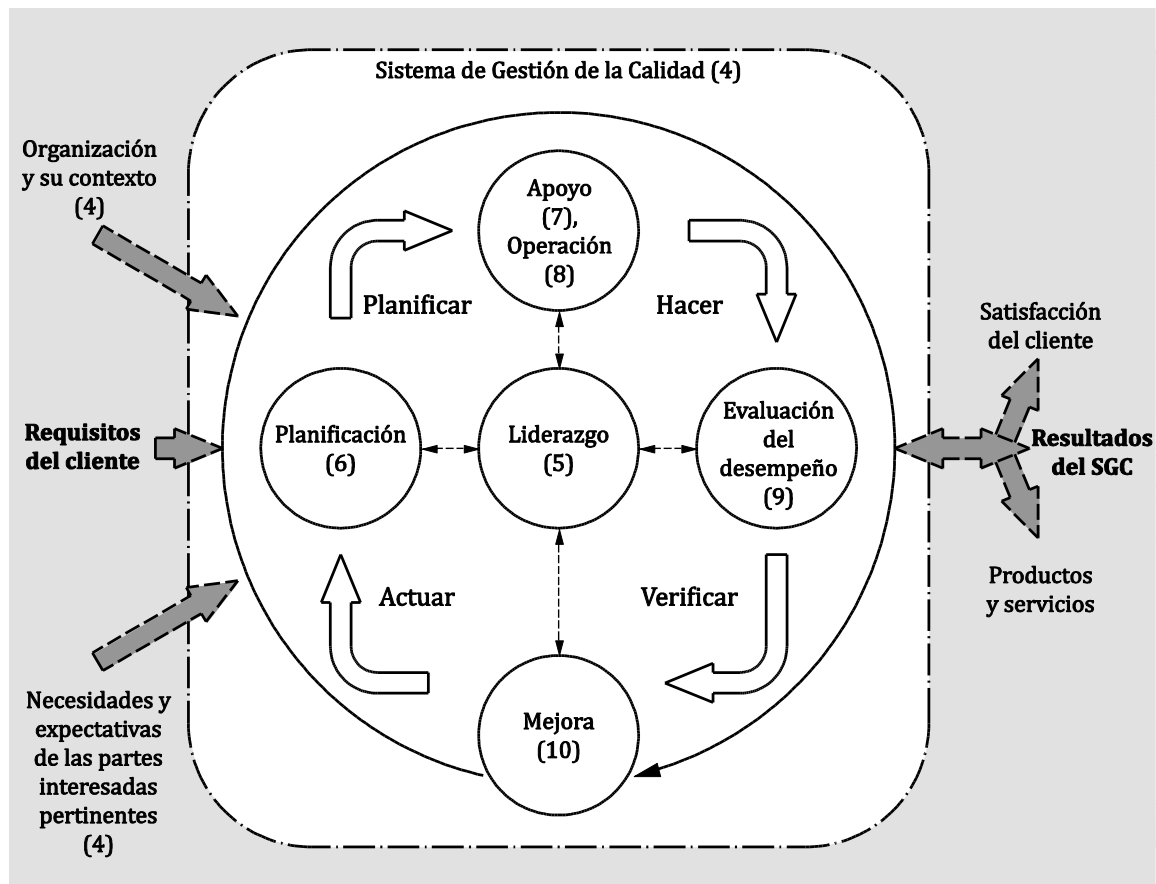 Sistema de Gestión de la Calidad (4)
Organización
y su contexto
(4)
Apoyo
(7),
Operación
(8)
Planificar
Hacer
Satisfacción
del cliente
Requisitos
del cliente
Planificación
(6)
Liderazgo
(5)
Evaluación
del
desempeño
(9)
Resultados
del SGC
Actuar
Verificar
Productos
y servicios
Necesidades y
expectativas
de las partes
interesadas
pertinentes
(4)
Mejora
(10)